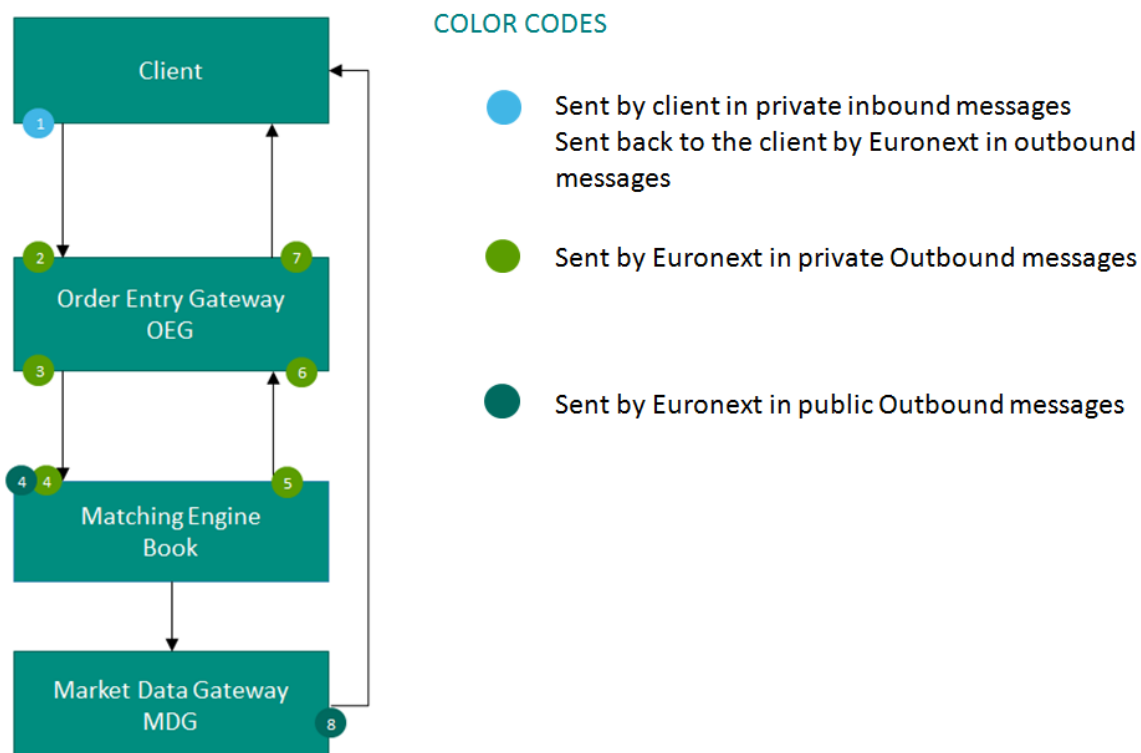 COLOR CODES
Client
1
Sent by client in private inbound messages
Sent back to the client by Euronext in outbound
messages
2
7
Sent by Euronext in private Outbound messages
Order Entry Gateway
OEG
3
6
Sent by Euronext in public Outbound messages
4
4
5
Matching Engine
Book
Market Data Gateway
MDG
8